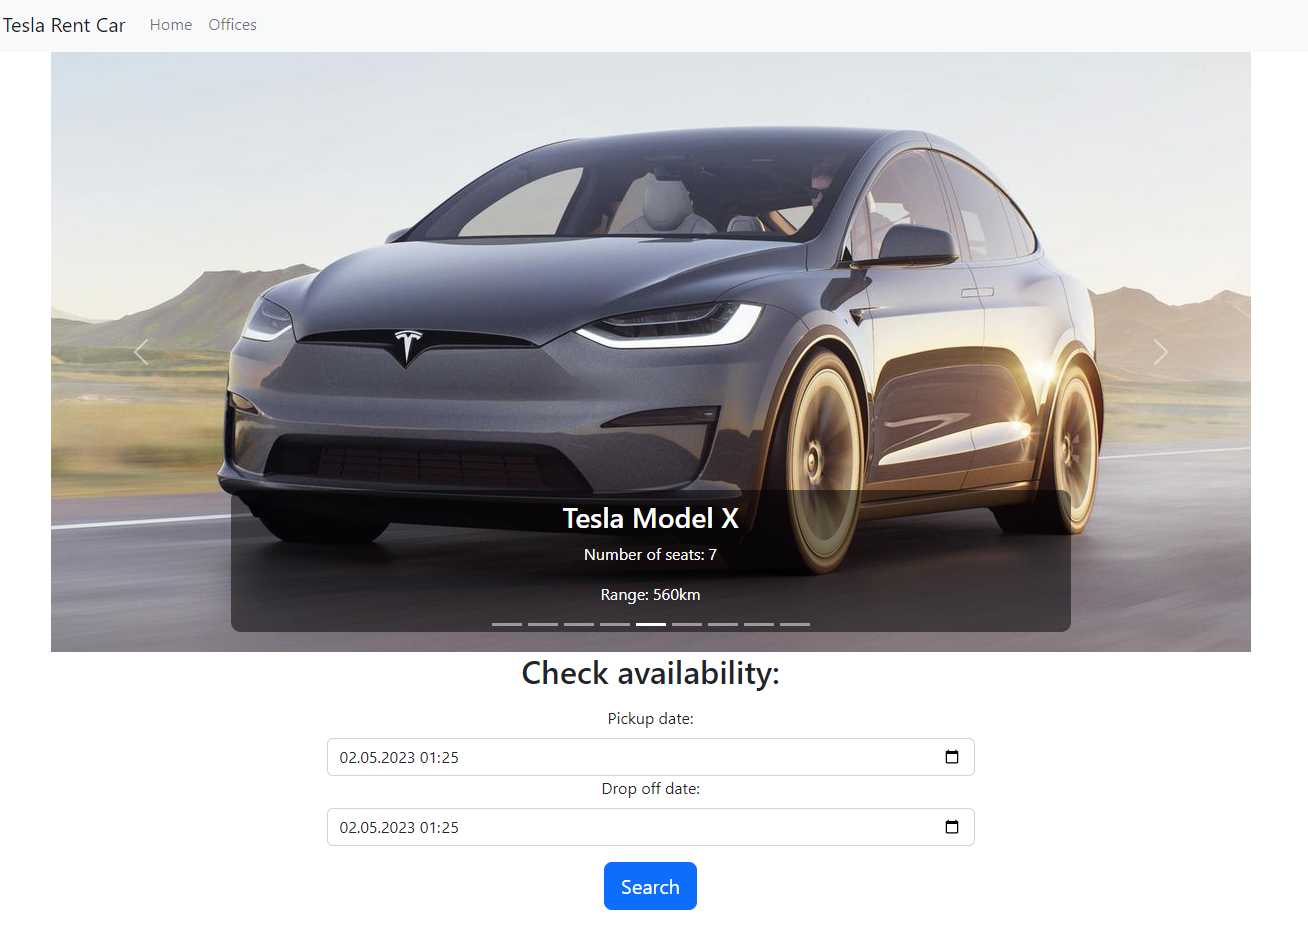 Tesla Rent Car Home Offices
Tesla Model X
Number of seats: 7
Range: 560km
Check availability:
Pickup date:
02.05.2023 01:25
Drop off date:
02.05.2023 01:25
Search